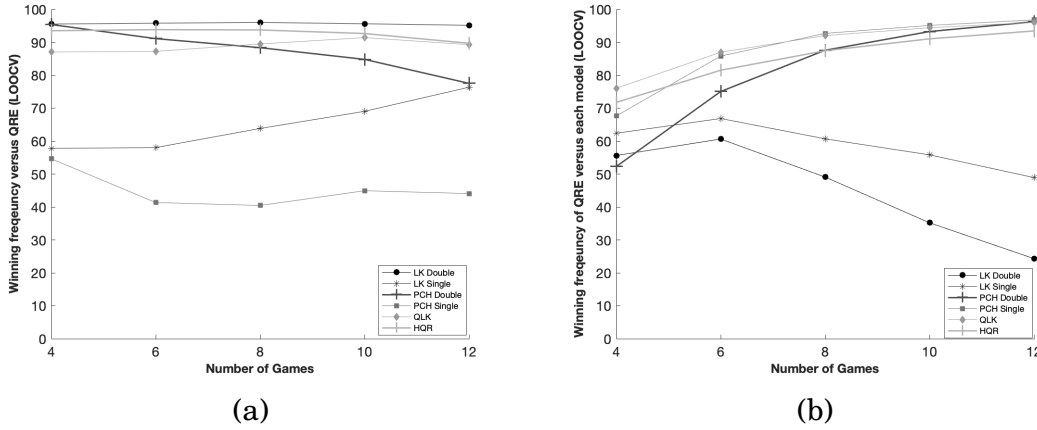 Winning freqeuncy versus QRE (LOOCV)
100
90
80
70
60
50
40
30
20
10
0
LK Double
LK Single
PCH Double
PCH Single
QLK
HQR
4
6
8
10
12
Number of Games
(a)
Winning freqeuncy of QRE versus each model (LOOCV)
100
90
80
70
60
50
40
30
20
10
0
LK Double
LK Single
PCH Double
PCH Single
QLK
HQR
4
6
8
10
12
Number of Games
(b)